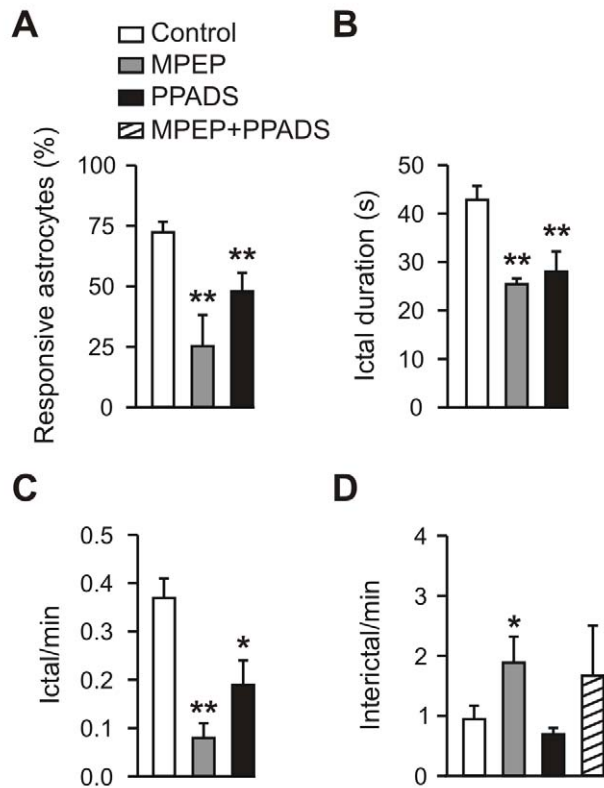 A
Control
MPEP
PPADS
MPEP+PPADS
Responsive astrocytes (%)
100
75
50
25
0
**
**
B
Ictal duration (s)
50
40
30
20
10
0
**
**
C
Ictal/min
0.5
0.4
0.3
0.2
0.1
0.0
**
*
D
Interictal/min
4
3
2
1
0
*